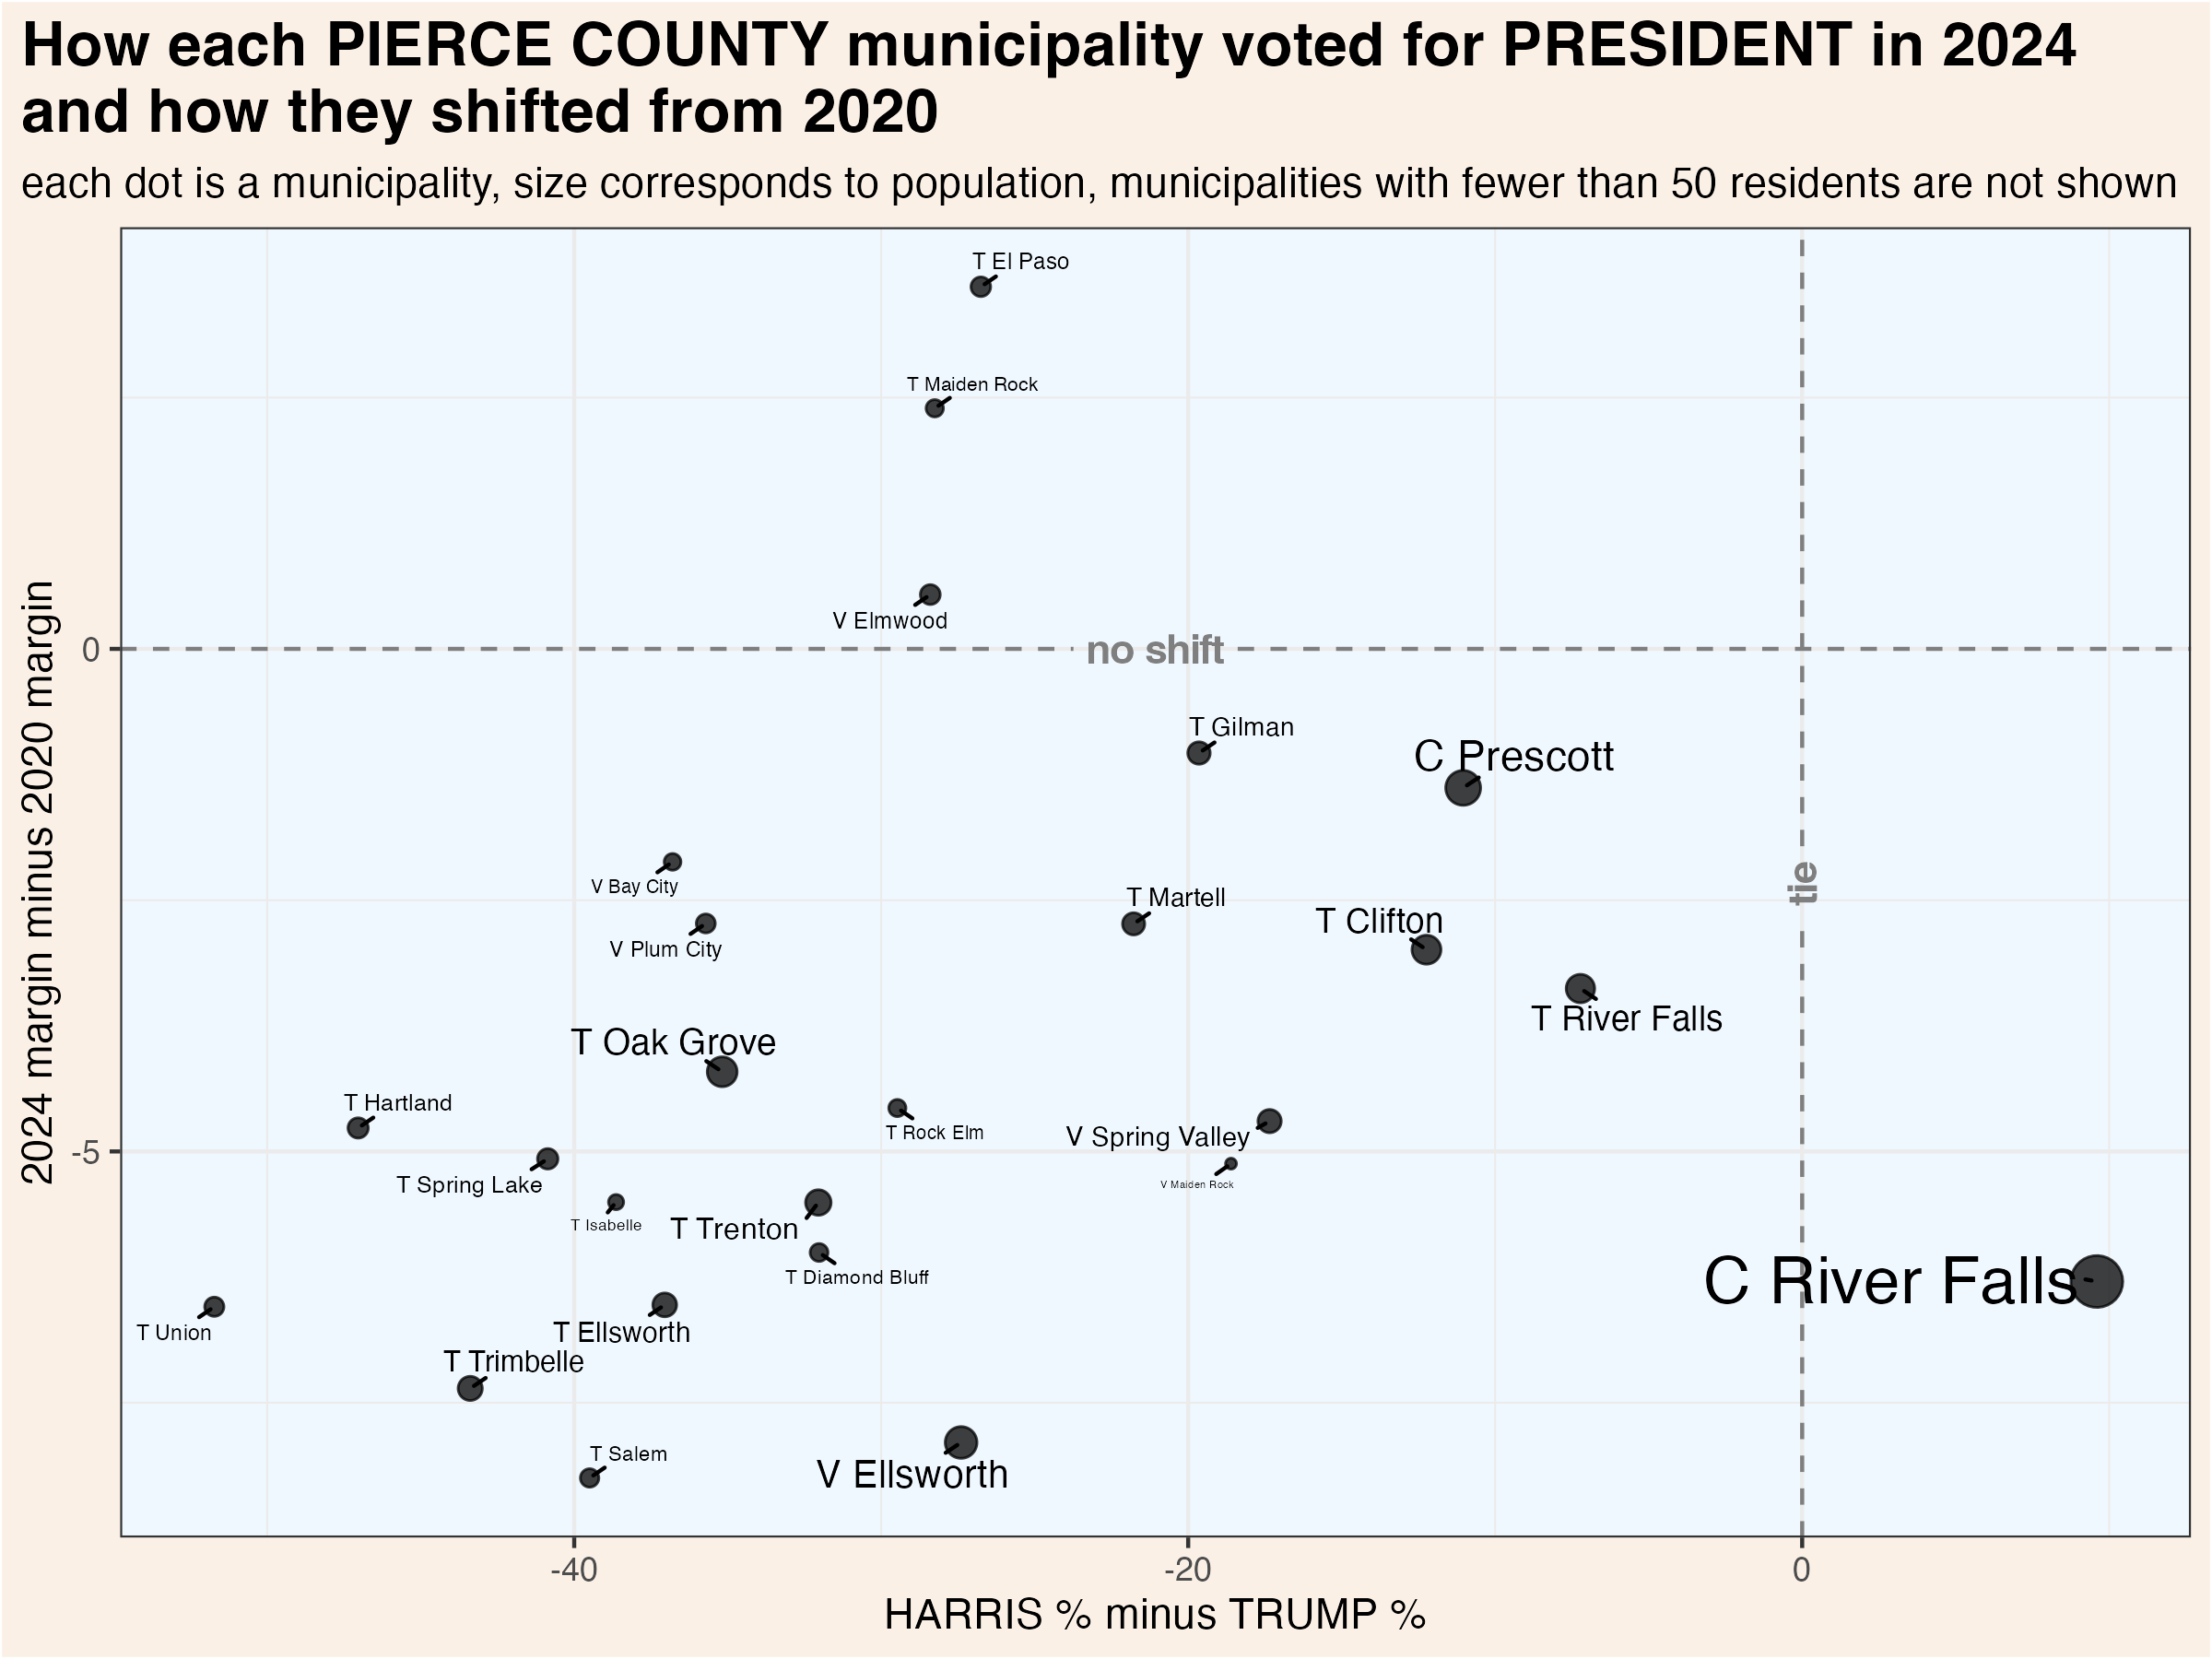 How each PIERCE COUNTY municipality voted for PRESIDENT in 2024
and how they shifted from 2020
each dot is a municipality, size corresponds to population, municipalities with fewer than 50 residents are not shown
T El Paso
T Maiden Rock
V Elmwood
0
no shift
T Gilman
C Prescott
tie
V Bay City
T Martell
T Clifton
V Plum City
T River Falls
T Oak Grove
T Hartland
T Rock Elm
V Spring Valley
-5
T Spring Lake
V Maiden Rock
T Isabelle
T Trenton
T Diamond Bluff
C River Falls
T Union
T Ellsworth
T Trimbelle
T Salem
V Ellsworth
2024 margin minus 2020 margin
-40
-20
0
HARRIS % minus TRUMP %